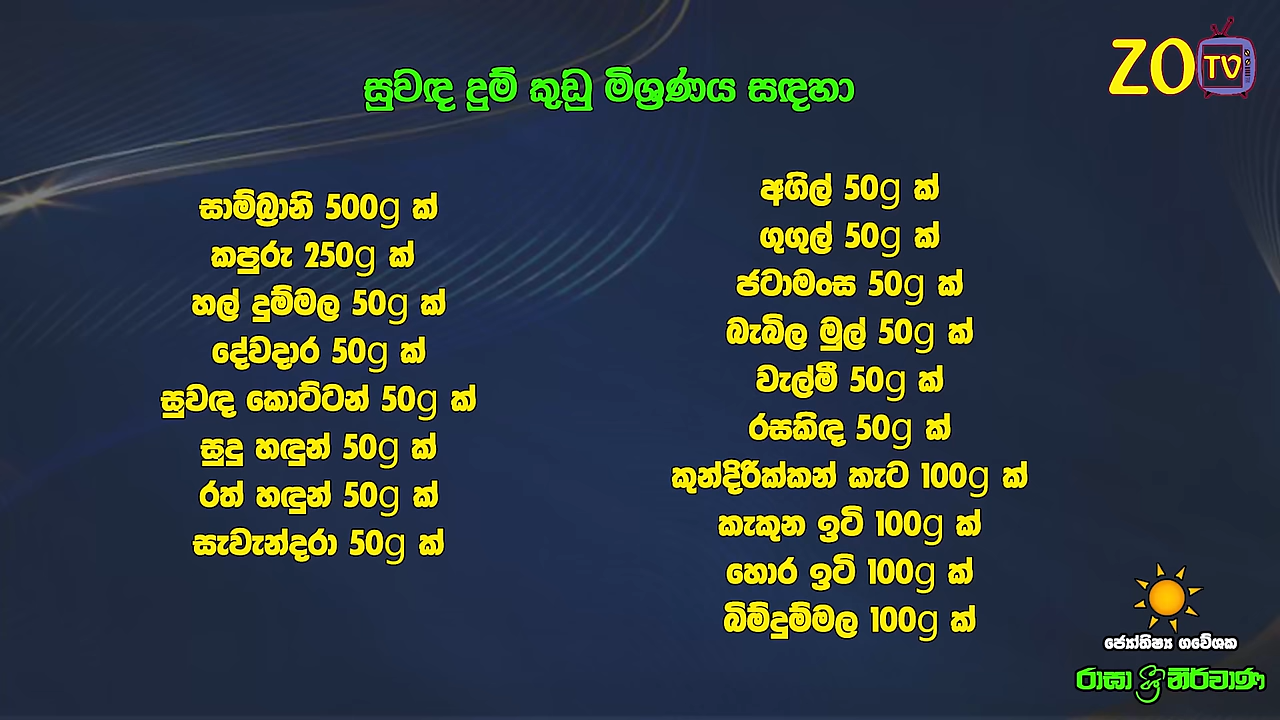 ZO TV
සුවඳ දුම් කුඩු මිශ්‍රණය සඳහා
සාම්බ්‍රානි 500g ක්
කපුරු 250g ක්
හල් දුම්මල 50g ක්
දේවදාර 50g ක්
සුවඳ කොට්ටන් 50g ක්
සුදු හඳුන් 50g ක්
රත් හඳුන් 50g ක්
සැවැන්දරා 50g ක්
අගිල් 50g ක්
ගුගුල් 50g ක්
ජටාමංස 50g ක්
බැබිල මුල් 50g ක්
වැල්මී 50g ක්
රසකිඳ 50g ක්
කුන්දිරික්කන් කැට 100g ක්
කැකුන ඉටි 100g ක්
හොර ඉටි 100g ක්
බිම්දුම්මල 100g ක්
ජ්‍යෝතිෂ්‍ය ගවේශක
රාඝා ශ්‍රී නිර්වාණ